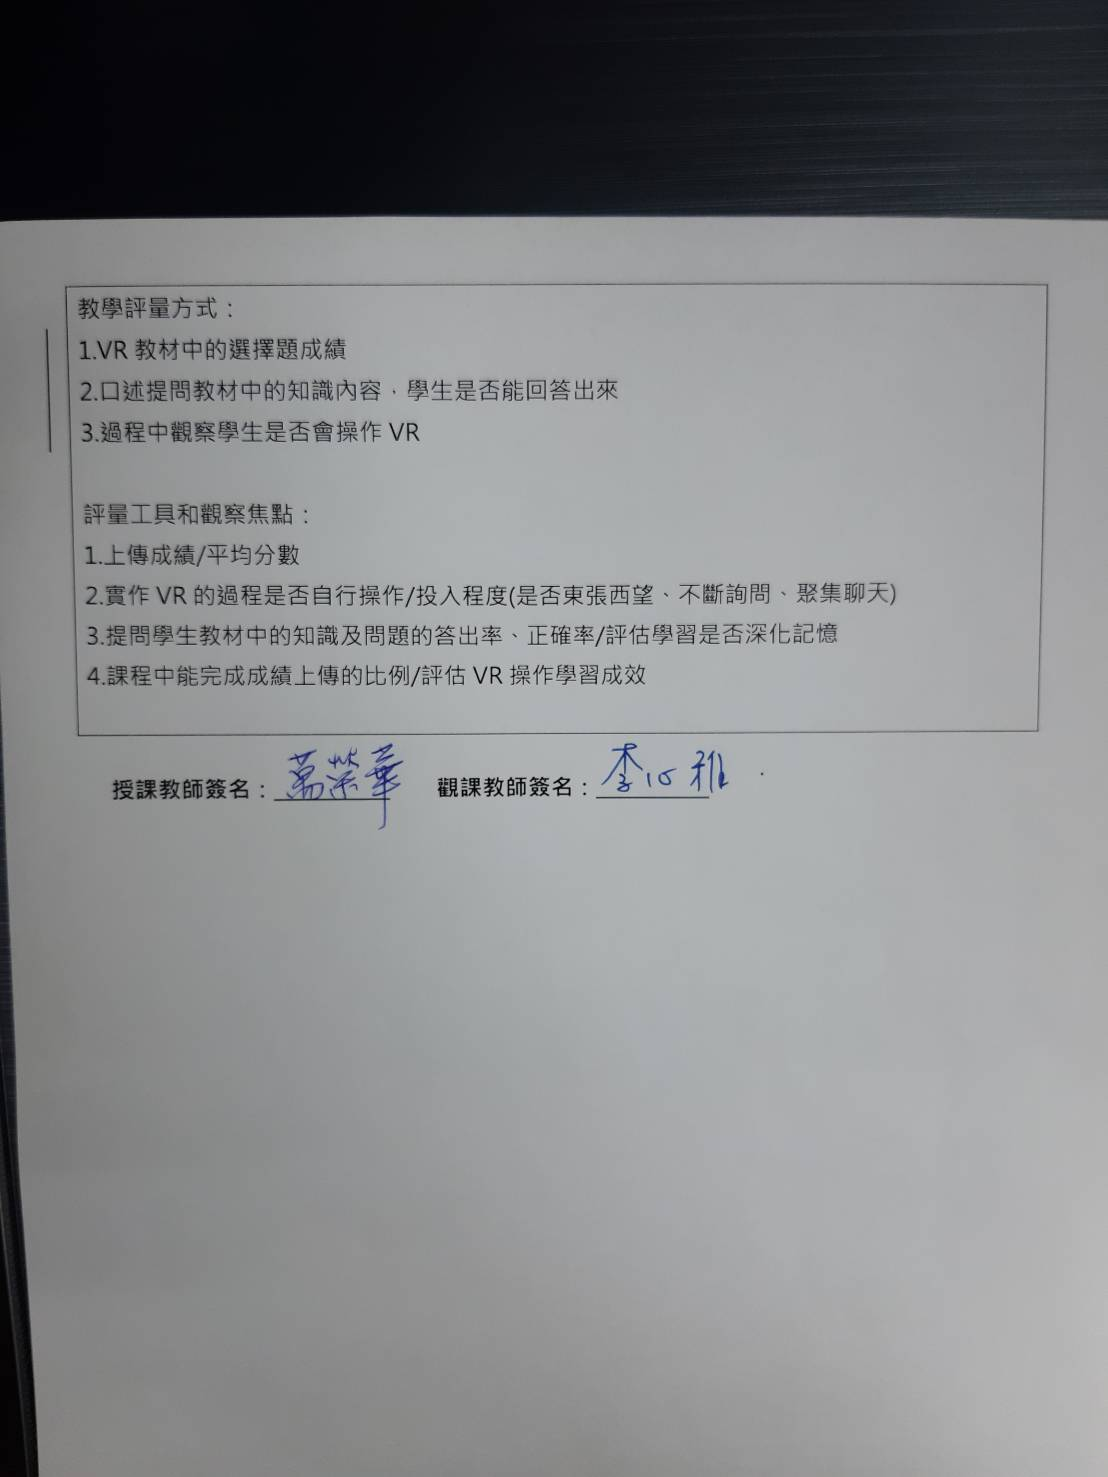 教學評量方式：
1.VR 教材中的選擇題成績
2.口述提問教材中的知識內容，學生是否能回答出來
3.過程中觀察學生是否會操作 VR
評量工具和觀察焦點：
1.上傳成績/平均分數
2.實作 VR 的過程是否自行操作/投入程度(是否東張西望、不斷詢問、聚集聊天)
3.提問學生教材中的知識及問題的答出率、正確率/評估學習是否深化記憶
4.課程中能完成成績上傳的比例/評估 VR 操作學習成效
授課教師簽名：萬榮華 觀課教師簽名：李心雅